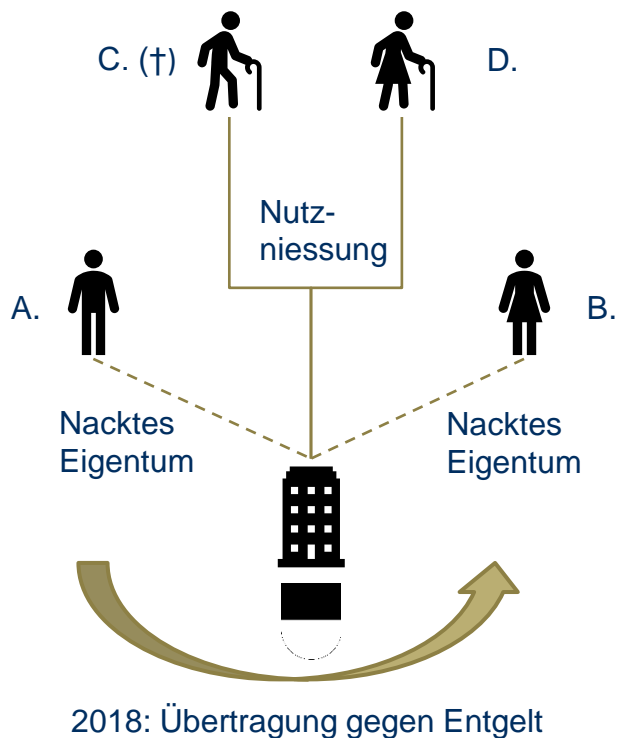 C. (†)
D.
Nutz-
niessung
A.
B.
Nacktes
Eigentum
Nacktes
Eigentum
2018: Übertragung gegen Entgelt